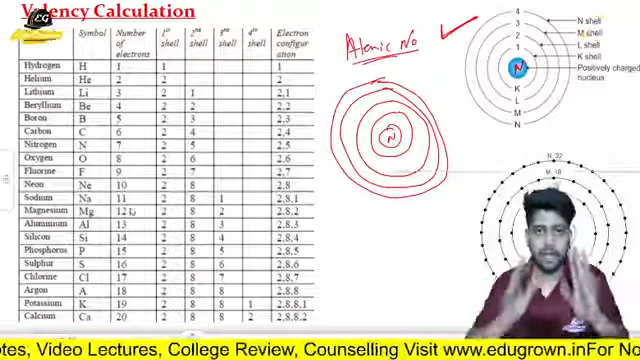 EG
Valency Calculation
Symbol Number of electrons 1st shell 2nd shell 3rd shell 4th shell Electron configur ation
Hydrogen H 1 1 1
Helium He 2 2 2
Lithium Li 3 2 1 2,1
Beryllium Be 4 2 2 2,2
Boron B 5 2 3 2,3
Carbon C 6 2 4 2,4
Nitrogen N 7 2 5 2,5
Oxygen O 8 2 6 2,6
Fluorine F 9 2 7 2,7
Neon Ne 10 2 8 2,8
Sodium Na 11 2 8 1 2,8,1
Magnesium Mg 12 2 8 2 2,8,2
Aluminium Al 13 2 8 3 2,8,3
Silicon Si 14 2 8 4 2,8,4
Phosphorus P 15 2 8 5 2,8,5
Sulphur S 16 2 8 6 2,8,6
Chlorine Cl 17 2 8 7 2,8,7
Argon A 18 2 8 8 2,8,8
Potassium K 19 2 8 8 1 2,8,8,1
Calcium Ca 20 2 8 8 2 2,8,8,2
Atomic No
N
4
3
2
1
N
K
L
M
N
N shell
M shell
L shell
K shell
Positively charged
nucleus
N, 32
M, 18
otes, Video Lectures, College Review, Counselling Visit www.edugrown.in For No